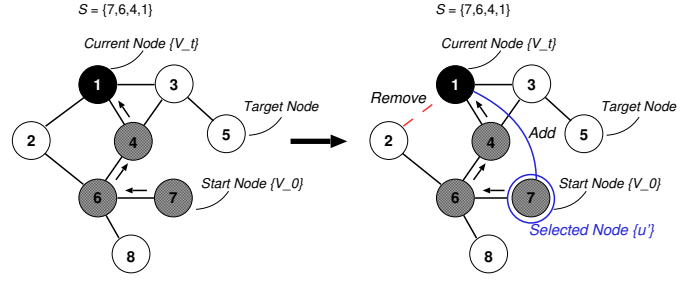 S = {7,6,4,1}
Current Node {V_t}
1
3
Target Node
2
4
5
6
7
Start Node {V_0}
8
S = {7,6,4,1}
Current Node {V_t}
1
3
Remove
Target Node
2
4
Add
5
6
7
Start Node {V_0}
Selected Node {u'}
8